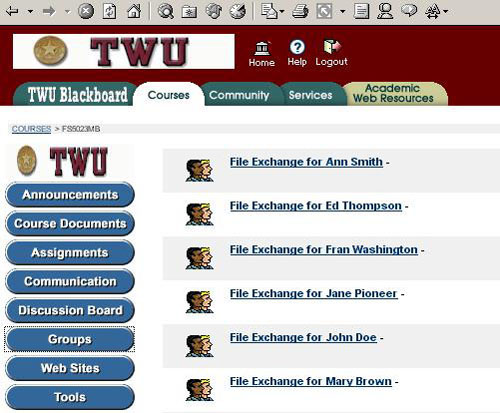 TWU
Home Help Logout
TWU Blackboard Courses Community Services Academic Web Resources
COURSES > FS5023MB
TWU
Announcements
Course Documents
Assignments
Communication
Discussion Board
Groups
Web Sites
Tools
File Exchange for Ann Smith -
File Exchange for Ed Thompson -
File Exchange for Fran Washington -
File Exchange for Jane Pioneer -
File Exchange for John Doe -
File Exchange for Mary Brown -